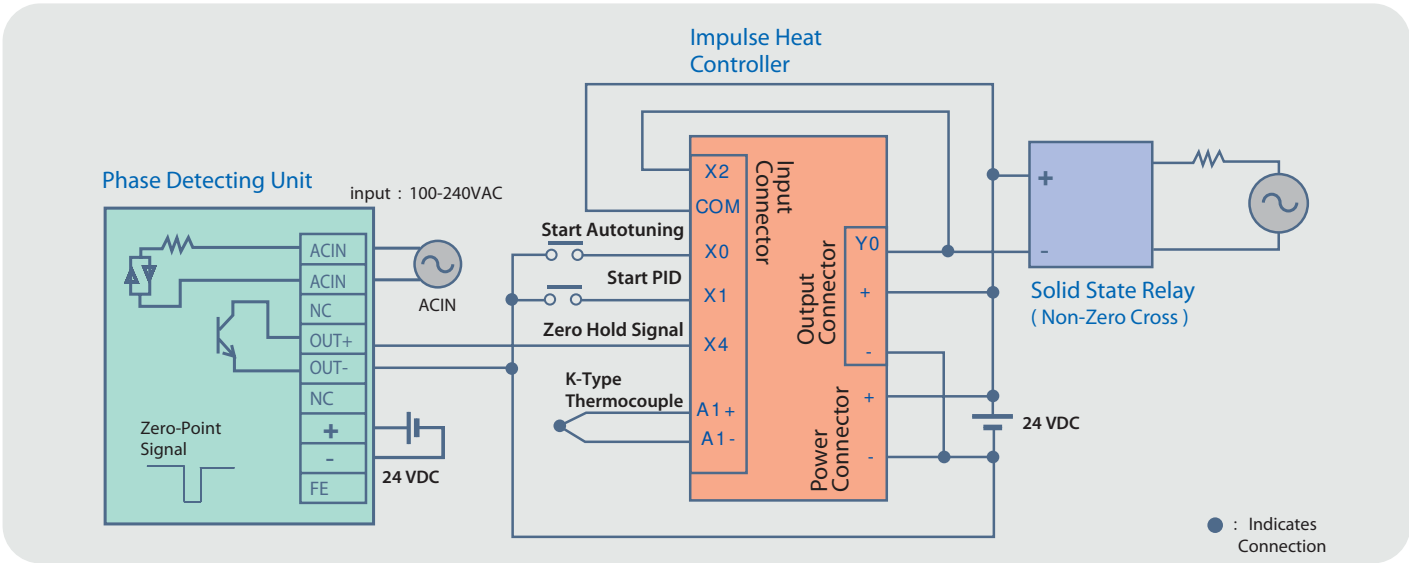 Impulse Heat
Controller
Phase Detecting Unit
input : 100-240VAC
ACIN
ACIN
NC
OUT+
OUT-
NC
+
-
FE
ACIN
Zero-Point
Signal
24 VDC
Start Autotuning
Start PID
Zero Hold Signal
K-Type
Thermocouple
X2
COM
X0
X1
X4
A1+
A1-
Input
Connector
Output
Connector
Y0
+
-
Power
Connector
+
-
24 VDC
+
-
Solid State Relay
( Non-Zero Cross )
: Indicates
Connection